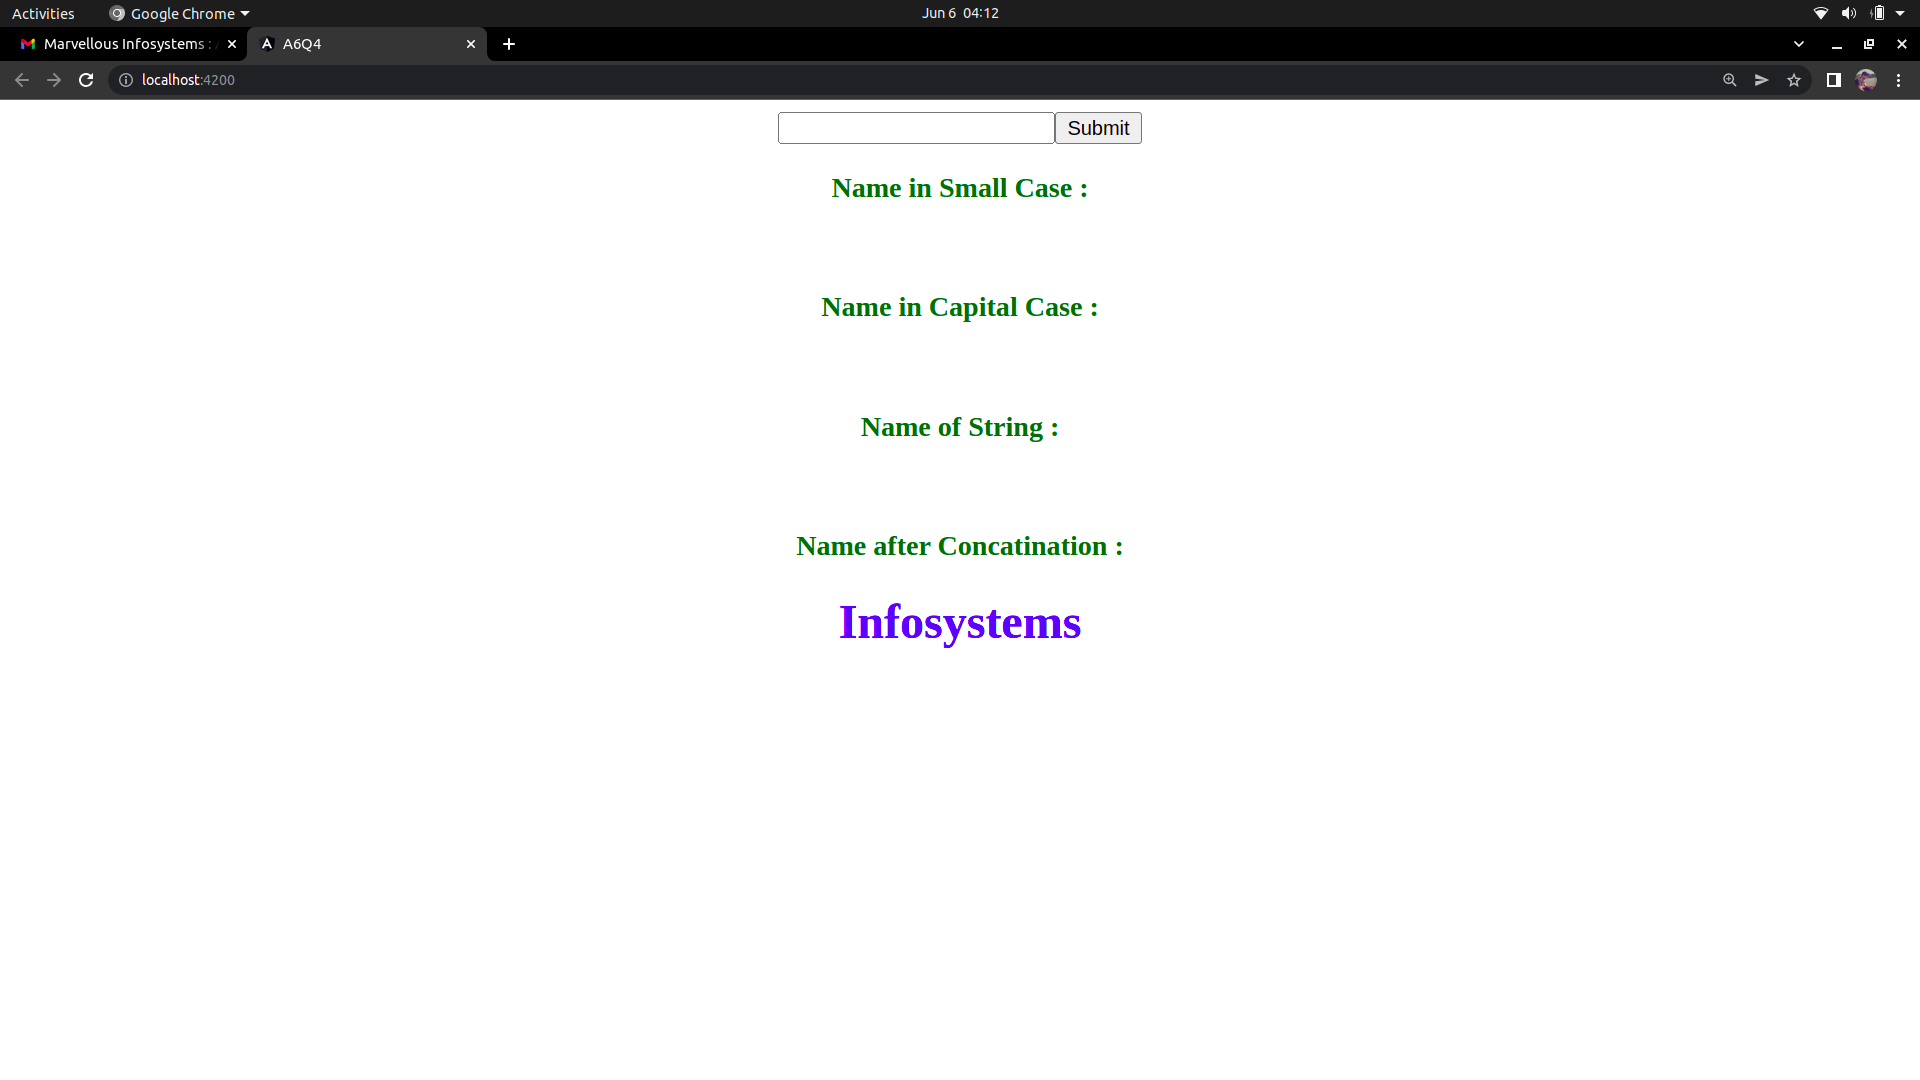 Activities
Google Chrome
Jun 6 04:12
Marvellous Infosystems :
A6Q4
localhost:4200
Submit
Name in Small Case :
Name in Capital Case :
Name of String :
Name after Concatination :
Infosystems